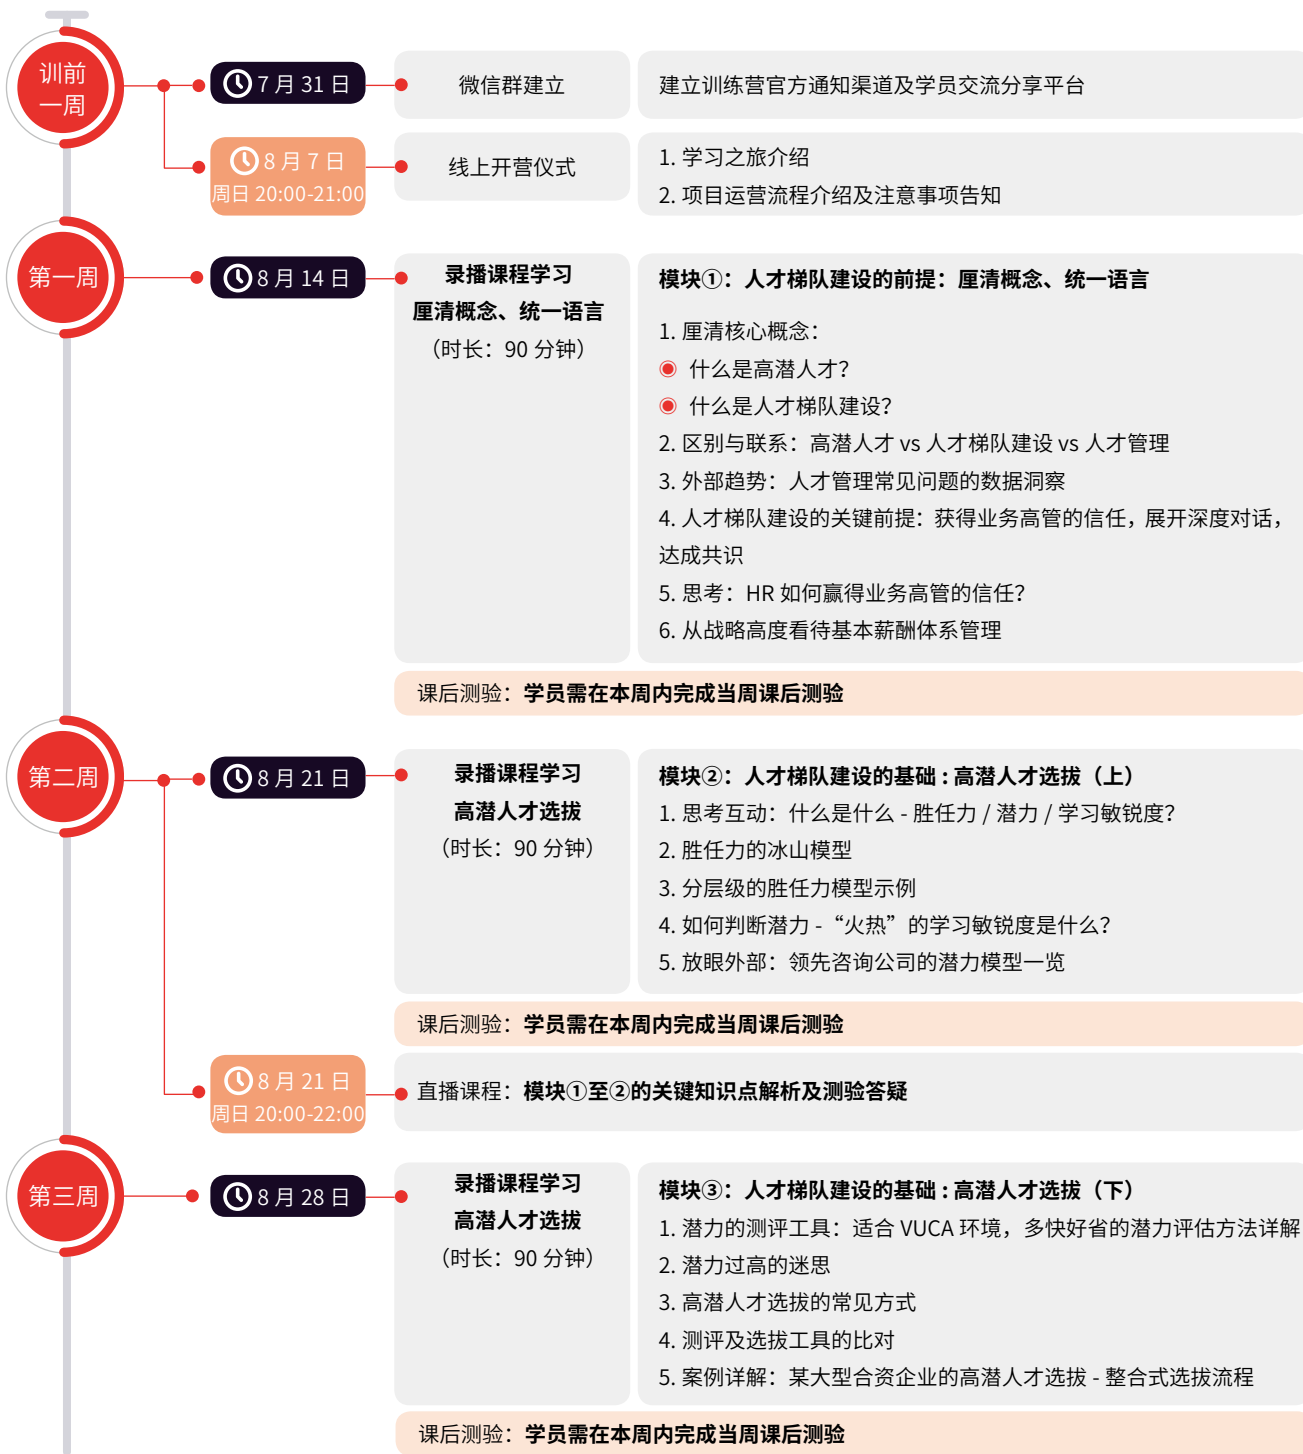 训前
一周
7 月 31 日
微信群建立
建立训练营官方通知渠道及学员交流分享平台
8 月 7 日
周日 20:00-21:00
线上开营仪式
1. 学习之旅介绍
2. 项目运营流程介绍及注意事项告知
第一周
8 月 14 日
录播课程学习
厘清概念、统一语言
（时长：90 分钟）
模块①：人才梯队建设的前提：厘清概念、统一语言
1. 厘清核心概念：
◉ 什么是高潜人才？
◉ 什么是人才梯队建设？
2. 区别与联系：高潜人才 vs 人才梯队建设 vs 人才管理
3. 外部趋势：人才管理常见问题的数据洞察
4. 人才梯队建设的关键前提：获得业务高管的信任，展开深度对话，
达成共识
5. 思考：HR 如何赢得业务高管的信任？
6. 从战略高度看待基本薪酬体系管理
课后测验：学员需在本周内完成当周课后测验
第二周
8 月 21 日
录播课程学习
高潜人才选拔
（时长：90 分钟）
模块②：人才梯队建设的基础 : 高潜人才选拔（上）
1. 思考互动：什么是什么 - 胜任力 / 潜力 / 学习敏锐度？
2. 胜任力的冰山模型
3. 分层级的胜任力模型示例
4. 如何判断潜力 -“火热”的学习敏锐度是什么？
5. 放眼外部：领先咨询公司的潜力模型一览
课后测验：学员需在本周内完成当周课后测验
8 月 21 日
周日 20:00-22:00
直播课程：模块①至②的关键知识点解析及测验答疑
第三周
8 月 28 日
录播课程学习
高潜人才选拔
（时长：90 分钟）
模块③：人才梯队建设的基础 : 高潜人才选拔（下）
1. 潜力的测评工具：适合 VUCA 环境，多快好省的潜力评估方法详解
2. 潜力过高的迷思
3. 高潜人才选拔的常见方式
4. 测评及选拔工具的比对
5. 案例详解：某大型合资企业的高潜人才选拔 - 整合式选拔流程
课后测验：学员需在本周内完成当周课后测验